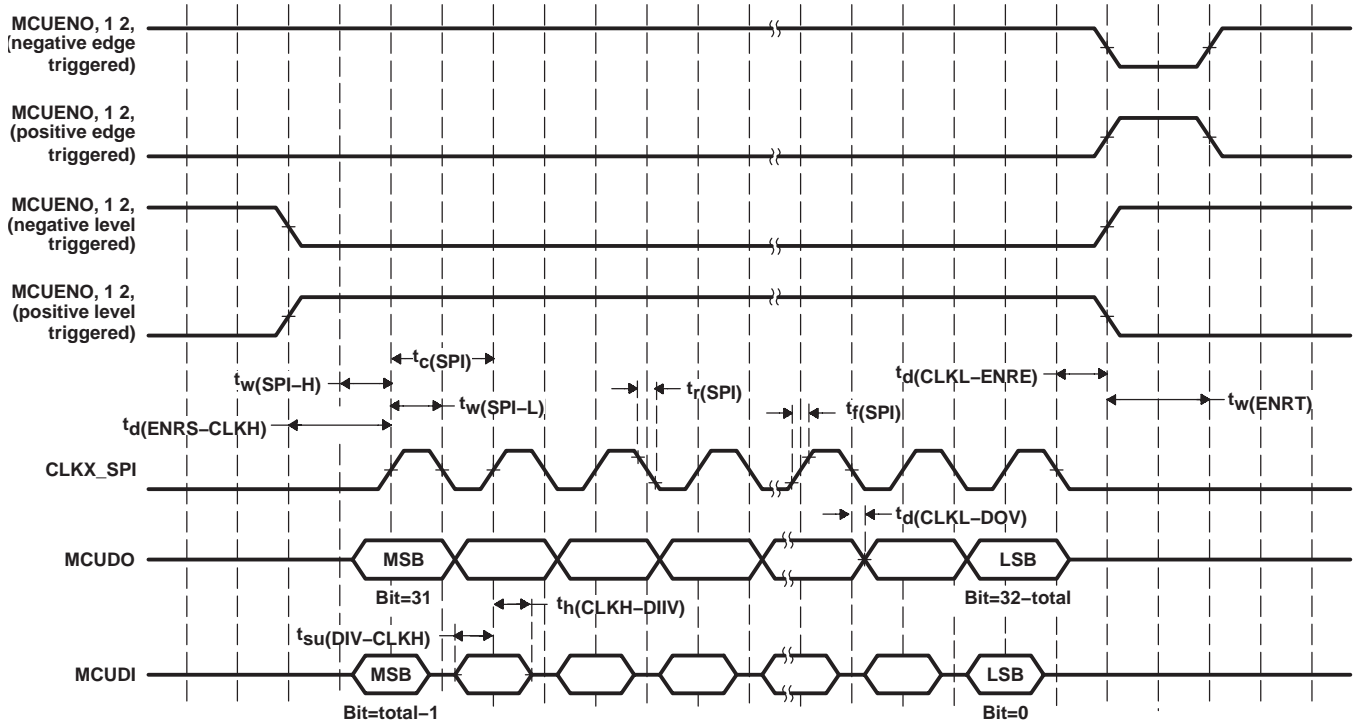 MCUENO, 1 2,
(negative edge
triggered)
MCUENO, 1 2,
(positive edge
triggered)
MCUENO, 1 2,
(negative level
triggered)
MCUENO, 1 2,
(positive level
triggered)
tc(SPI)
tw(SPI–H)
tr(SPI)
td(CLKL–ENRE)
tw(SPI–L)
tf(SPI)
tw(ENRT)
td(ENRS–CLKH)
CLKX_SPI
td(CLKL–DOV)
MCUDO
MSB
LSB
Bit=31
Bit=32–total
th(CLKH–DIIV)
tsu(DIV–CLKH)
MCUDI
MSB
LSB
Bit=total–1
Bit=0